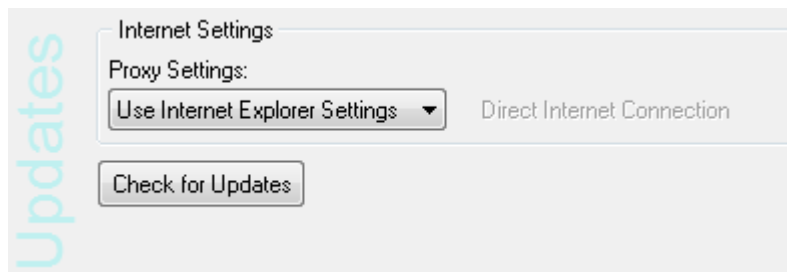 Updates
Internet Settings
Proxy Settings:
Use Internet Explorer Settings
Direct Internet Connection
Check for Updates